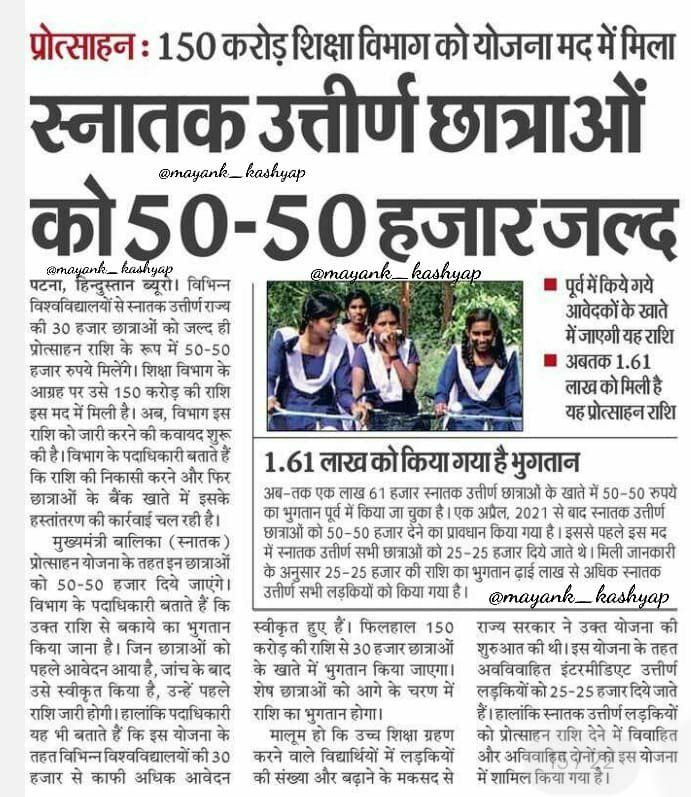 प्रोत्साहन : 150 करोड़ शिक्षा विभाग को योजना मद में मिला
स्नातक उत्तीर्ण छात्राओं
@mayank_kashyap
को 50-50 हजार जल्द
@mayank_kashyap
@mayank_kashyap
पटना, हिन्दुस्तान ब्यूरो। विभिन्न
विश्वविद्यालयों से स्नातक उत्तीर्ण राज्य
की 30 हजार छात्राओं को जल्द ही
प्रोत्साहन राशि के रूप में 50-50
हजार रुपये मिलेंगे। शिक्षा विभाग के
आग्रह पर उसे 150 करोड़ की राशि
इस मद में मिली है। अब, विभाग इस
राशि को जारी करने की कवायद शुरू
की है। विभाग के पदाधिकारी बताते हैं
कि राशि की निकासी करने और फिर
छात्राओं के बैंक खाते में इसके
हस्तांतरण की कार्रवाई चल रही है।
मुख्यमंत्री बालिका (स्नातक)
प्रोत्साहन योजना के तहत इन छात्राओं
को 50-50 हजार दिये जाएंगे।
विभाग के पदाधिकारी बताते हैं कि
उक्त राशि से बकाये का भुगतान
किया जाना है। जिन छात्राओं को
पहले आवेदन आया है, जांच के बाद
उसे स्वीकृत किया है, उन्हें पहले
राशि जारी होगी। हालांकि पदाधिकारी
यह भी बताते हैं कि इस योजना के
तहत विभिन्न विश्वविद्यालयों की 30
हजार से काफी अधिक आवेदन
पूर्व में किये गये
आवेदकों के खाते
में जाएगी यह राशि
अबतक 1.61
लाख को मिली है
यह प्रोत्साहन राशि
1.61 लाख को किया गया है भुगतान
अब-तक एक लाख 61 हजार स्नातक उत्तीर्ण छात्राओं के खाते में 50-50 रुपये
का भुगतान पूर्व में किया जा चुका है। एक अप्रैल, 2021 से बाद स्नातक उत्तीर्ण
छात्राओं को 50-50 हजार देने का प्रावधान किया गया है। इससे पहले इस मद
में स्नातक उत्तीर्ण सभी छात्राओं को 25-25 हजार दिये जाते थे। मिली जानकारी
के अनुसार 25-25 हजार की राशि का भुगतान ढ़ाई लाख से अधिक स्नातक
उत्तीर्ण सभी लड़कियों को किया गया है।
@mayank_kashyap
स्वीकृत हुए हैं। फिलहाल 150
करोड़ की राशि से 30 हजार छात्राओं
के खाते में भुगतान किया जाएगा।
शेष छात्राओं को आगे के चरण में
राशि का भुगतान होगा।
मालूम हो कि उच्च शिक्षा ग्रहण
करने वाले विद्यार्थियों में लड़कियों
की संख्या और बढ़ाने के मकसद से
राज्य सरकार ने उक्त योजना की
शुरुआत की थी। इस योजना के तहत
अवविवाहित इंटरमीडिएट उत्तीर्ण
लड़कियों को 25-25 हजार दिये जाते
हैं। हालांकि स्नातक उत्तीर्ण लड़कियों
को प्रोत्साहन राशि देने में विवाहित
और अविवाहित दोनों को इस योजना
में शामिल किया गया है।